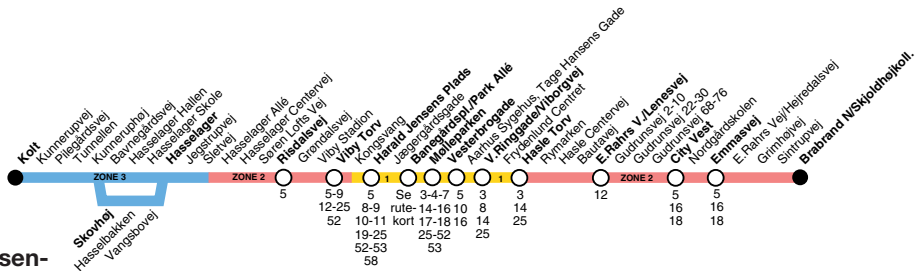 Kolt
Kunnerupvej
Plegårdsvej
Tunnellen
Kunneruphøj
Bavnegårdsvej
Hasselager Hallen
Hasselager Skole
Hasselager
Jegstrupvej
Sletvej
Hasselager Allé
Hasselager Centervej
Søren Lofts Vej
Risdalsvej
Grøndalsvej
Viby Stadion
Viby Torv
Kongsvang
Harald Jensens Plads
Jægergårdsgade
Banegårdspl./Park Allé
Mølleparken
Vesterbrogade
Aarhus Sygehus, Tage Hansens Gade
V.Ringgade/Viborgvej
Frydenlund Centret
Hasle Torv
Rymarken
Hasle Centervej
Bautavej
E.Rahrs V./Lenesvej
Gudrunsvej 2-10
Gudrunsvej 22-30
Gudrunsvej 68-76
City Vest
Nordgårdskolen
Emmasvej
E.Rahrs Vej/Hejredalsvej
Grimhøjvej
Sintrupvej
Brabrand N/Skjoldhøjkoll.
ZONE 3
ZONE 2
1
1
ZONE 2
Skovhøj
Hasselbakken
Vangsbovej
5
5-9
12-25
52
5
8-9
10-11
19-25
52-53
58
Se
rute-
kort
3-4-7
14-16
17-18
25-52
53
5
10
16
3
8
14
25
3
14
25
12
5
16
18
5
16
18
sen-